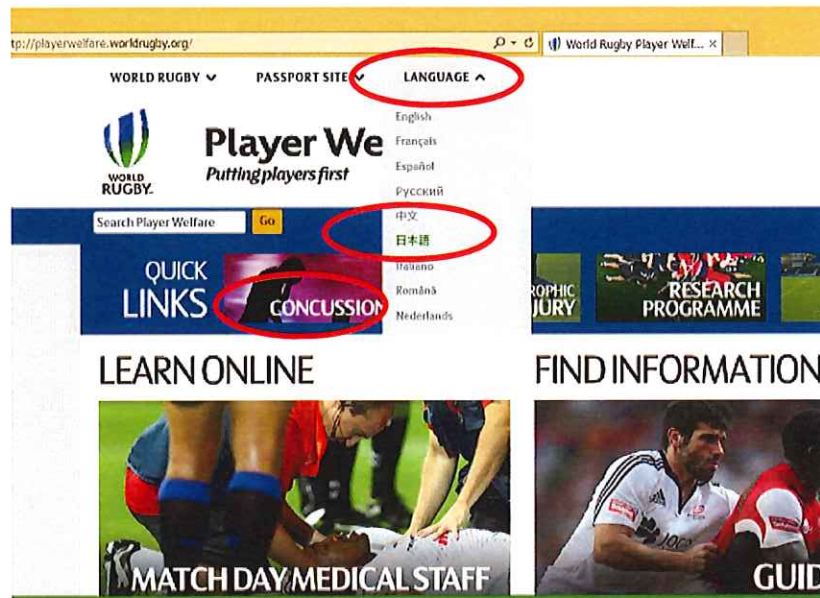 tp://playerwelfare.worldrugby.org/
World Rugby Player Welf... ×
WORLD RUGBY
PASSPORT SITE
LANGUAGE
English
Français
Español
Русский
中文
日本語
Italiano
Română
Nederlands
WORLD
RUGBY
Player We
Putting players first
Search Player Welfare
Go
QUICK
LINKS
CONCUSSION
ROPHIC
JURY
RESEARCH
PROGRAMME
LEARN ONLINE
FIND INFORMATION
MATCH DAY MEDICAL STAFF
GUID